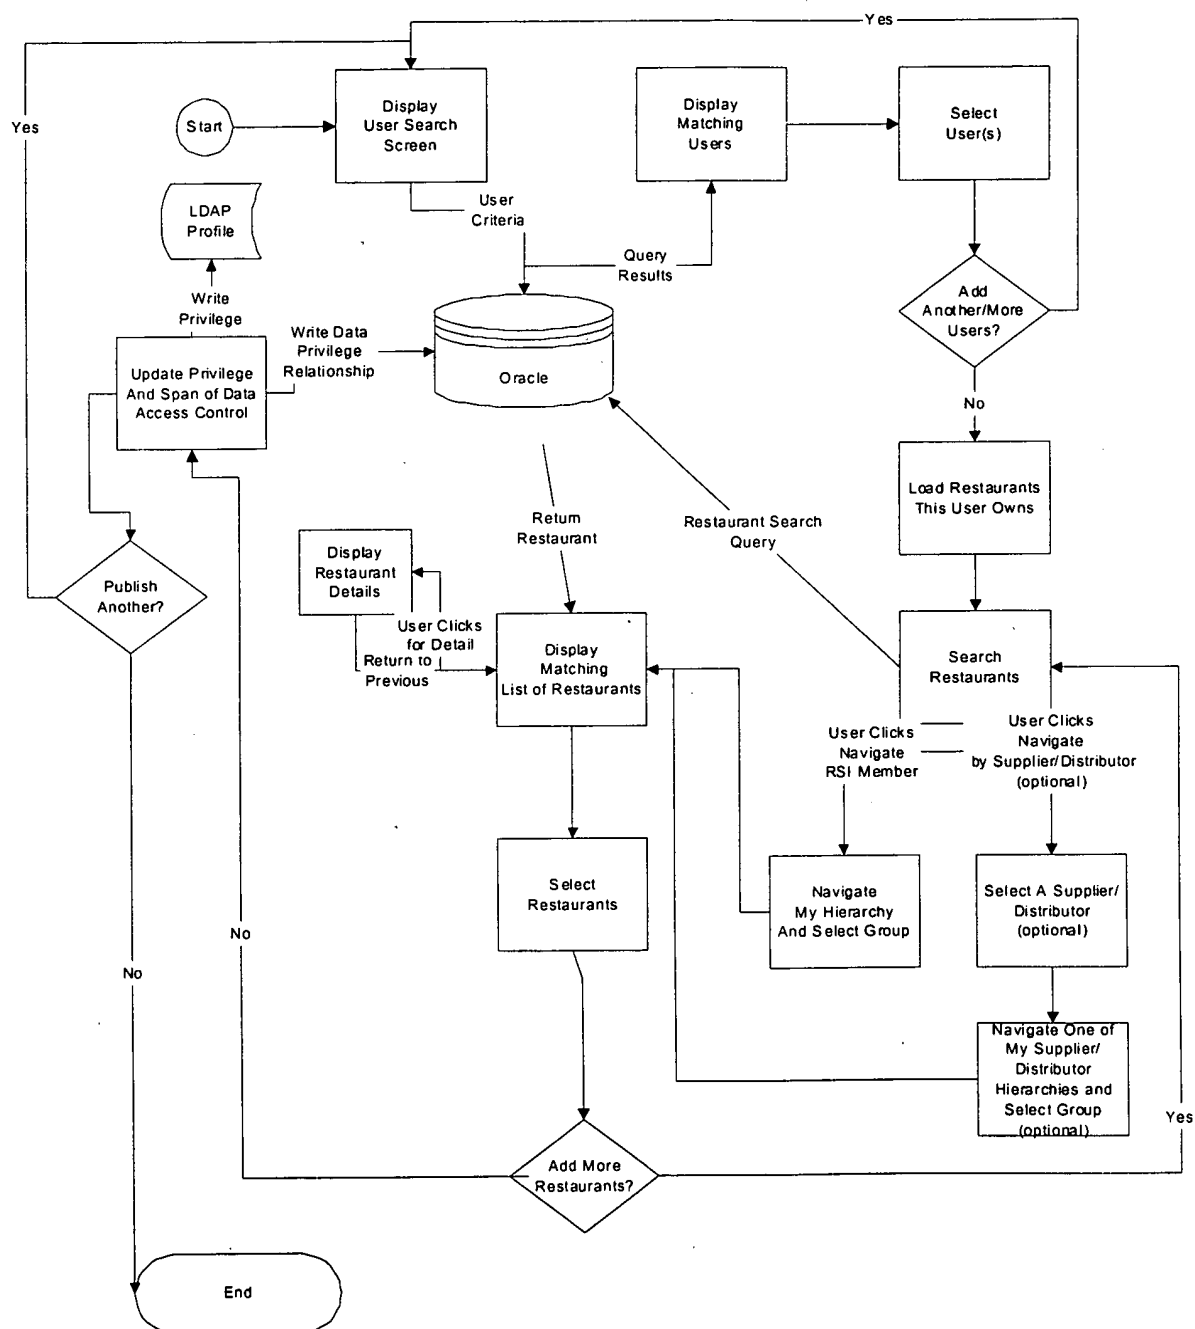 Yes
Yes
Start
Display
User Search
Screen
Display
Matching
Users
Select
User(s)
LDAP
Profile
User
Criteria
Query
Results
Write
Privilege
Write Data
Privilege
Relationship
Add
Another/More
Users?
Update Privilege
And Span of Data
Access Control
Oracle
No
Load Restaurants
This User Owns
Return
Restaurant
Restaurant Search
Query
Display
Restaurant
Details
Publish
Another?
User Clicks
for Detail
Return to
Previous
Display
Matching
List of Restaurants
Search
Restaurants
User Clicks
Navigate
RSI Member
User Clicks
Navigate
by Supplier/Distributor
(optional)
Select
Restaurants
Navigate
My Hierarchy
And Select Group
Select A Supplier/
Distributor
(optional)
No
No
Navigate One of
My Supplier/
Distributor
Hierarchies and
Select Group
(optional)
Yes
Add More
Restaurants?
End